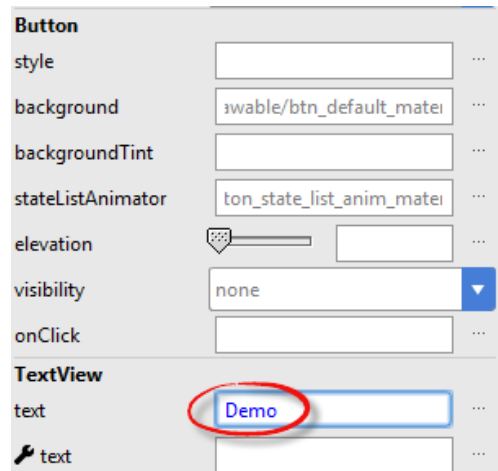 Button
style ...
background awable/btn_default_mater ...
backgroundTint ...
stateListAnimator ton_state_list_anim_mater ...
elevation ...
visibility none
onClick ...
TextView
text Demo ...
text ...